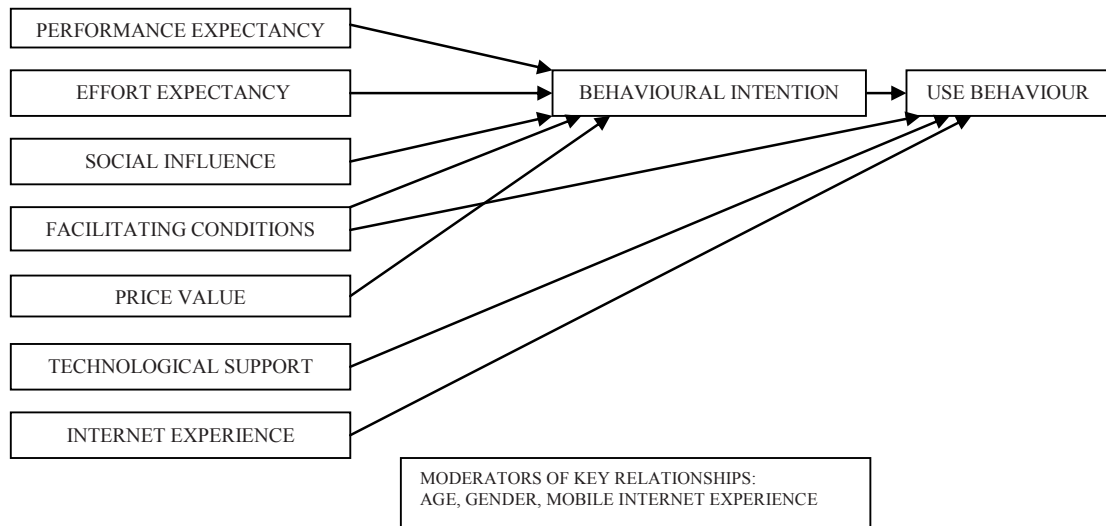 PERFORMANCE EXPECTANCY
EFFORT EXPECTANCY
BEHAVIOURAL INTENTION
USE BEHAVIOUR
SOCIAL INFLUENCE
FACILITATING CONDITIONS
PRICE VALUE
TECHNOLOGICAL SUPPORT
INTERNET EXPERIENCE
MODERATORS OF KEY RELATIONSHIPS:
AGE, GENDER, MOBILE INTERNET EXPERIENCE